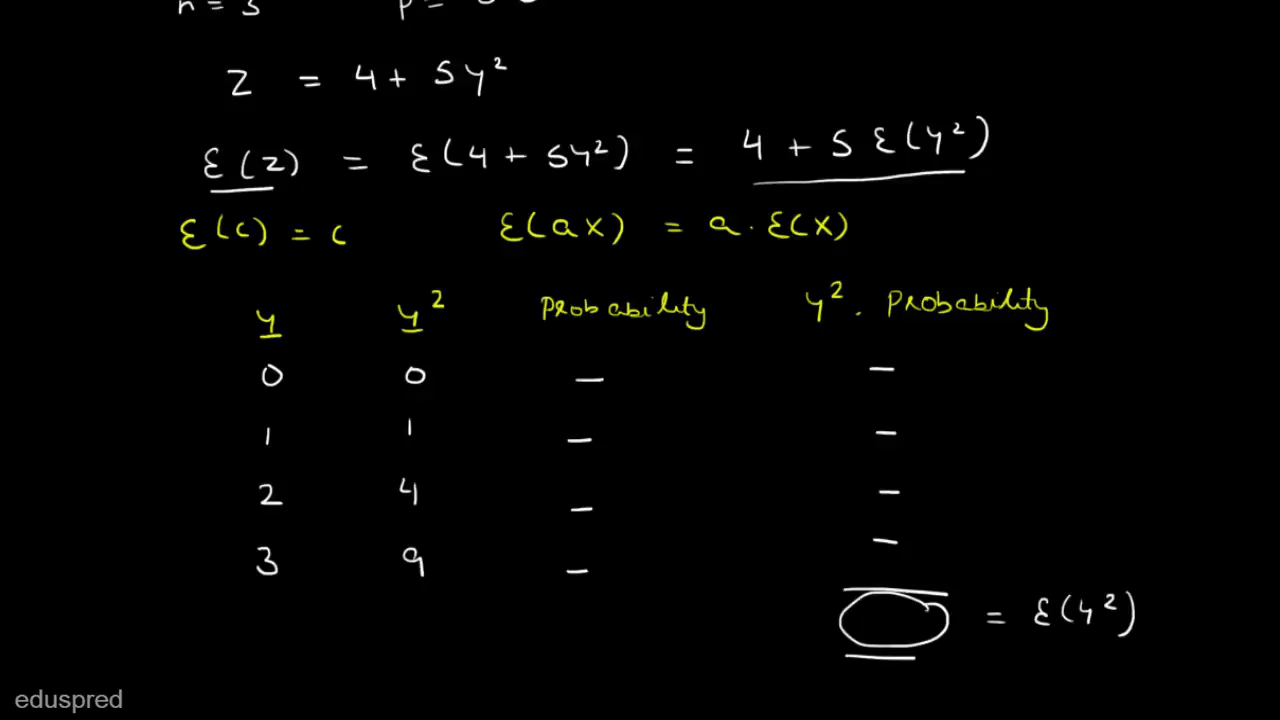 n = 3 p =
Z = 4 + 5y²
E(Z) = E(4 + 5y²) = 4 + 5 E(y²)
E(c) = c E(ax) = a . E(x)
y y² Probability y² . Probability
0 0 — —
1 1 — —
2 4 — —
3 9 — —
= E(y²)
eduspred